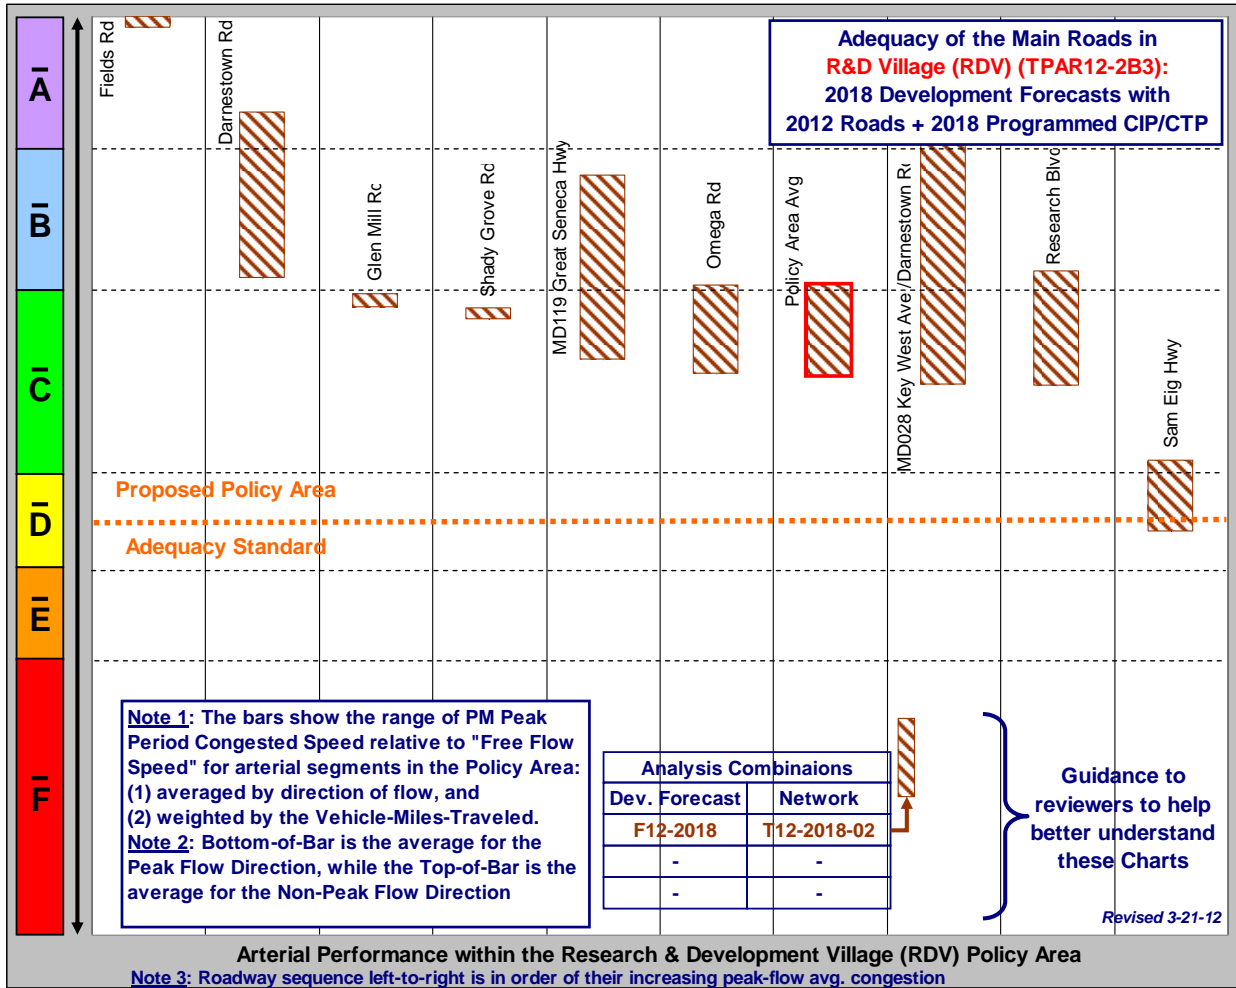 Adequacy of the Main Roads in
R&D Village (RDV) (TPAR12-2B3):
2018 Development Forecasts with
2012 Roads + 2018 Programmed CIP/CTP
A
B
C
D
E
F
Fields Rd
Darnestown Rd
Glen Mill Rd
Shady Grove Rd
MD119 Great Seneca Hwy
Omega Rd
Policy Area Avg
MD028 Key West Ave/Darnestown Rd
Research Blvd
Sam Eig Hwy
Proposed Policy Area
Adequacy Standard
Note 1: The bars show the range of PM Peak
Period Congested Speed relative to "Free Flow
Speed" for arterial segments in the Policy Area:
(1) averaged by direction of flow, and
(2) weighted by the Vehicle-Miles-Traveled.
Note 2: Bottom-of-Bar is the average for the
Peak Flow Direction, while the Top-of-Bar is the
average for the Non-Peak Flow Direction
Analysis Combinaions
Dev. Forecast Network
F12-2018 T12-2018-02
- -
- -
Guidance to
reviewers to help
better understand
these Charts
Revised 3-21-12
Arterial Performance within the Research & Development Village (RDV) Policy Area
Note 3: Roadway sequence left-to-right is in order of their increasing peak-flow avg. congestion